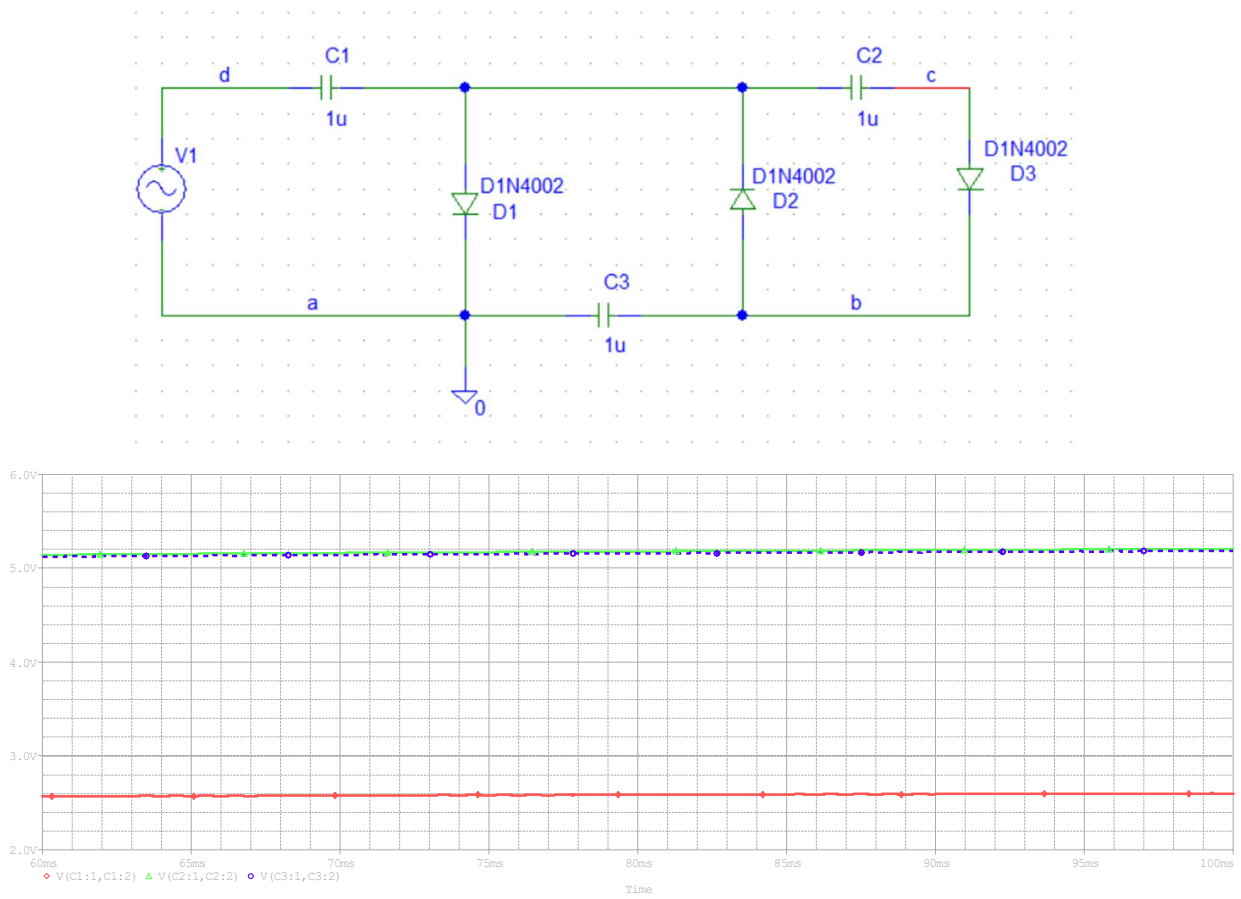 C1
C2
d
c
1u
1u
V1
D1N4002
D3
D1N4002
D1
D1N4002
D2
C3
a
b
1u
0
6.0V
5.0V
4.0V
3.0V
2.0V
60ms 65ms 70ms 75ms 80ms 85ms 90ms 95ms 100ms
V(C1:1,C1:2) V(C2:1,C2:2) V(C3:1,C3:2)
Time